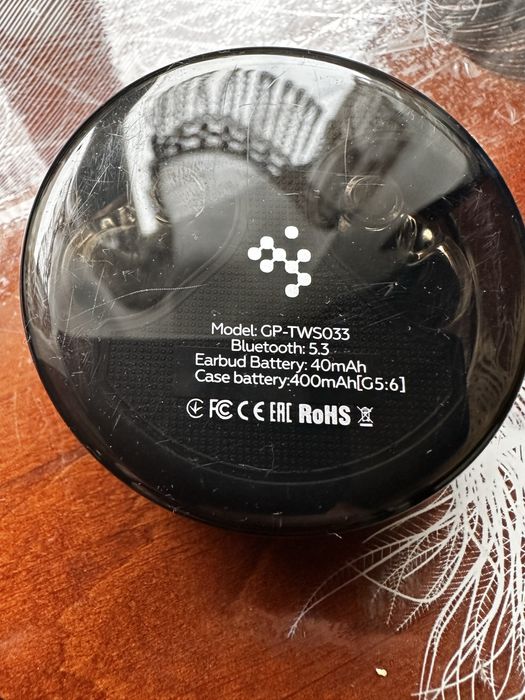 Model: GP-TWS033
Bluetooth: 5.3
Earbud Battery: 40mAh
Case battery:400mAh[G5:6]
FC CE EAC RoHS